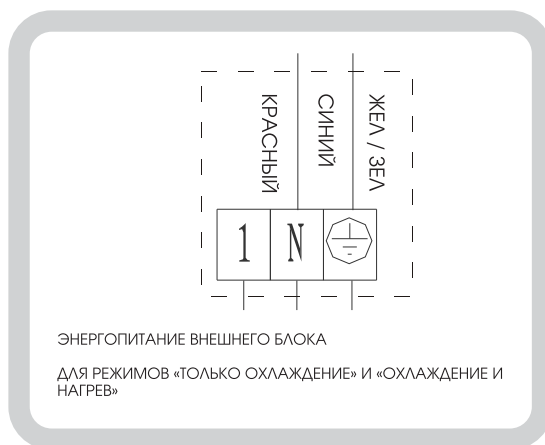 КРАСНЫЙ
СИНИЙ
ЖЕЛ / ЗЕЛ
1 N
ЭНЕРГОПИТАНИЕ ВНЕШНЕГО БЛОКА
ДЛЯ РЕЖИМОВ «ТОЛЬКО ОХЛАЖДЕНИЕ» И «ОХЛАЖДЕНИЕ И
НАГРЕВ»